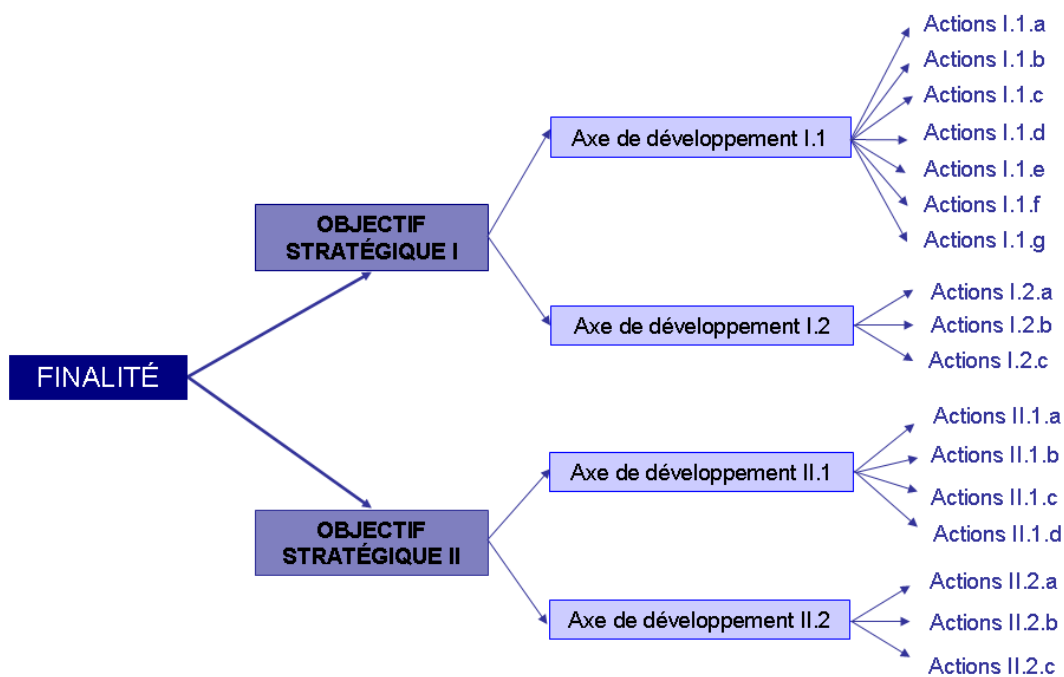 FINALITÉ
OBJECTIF
STRATÉGIQUE I
Axe de développement I.1
Actions I.1.a
Actions I.1.b
Actions I.1.c
Actions I.1.d
Actions I.1.e
Actions I.1.f
Actions I.1.g
Axe de développement I.2
Actions I.2.a
Actions I.2.b
Actions I.2.c
OBJECTIF
STRATÉGIQUE II
Axe de développement II.1
Actions II.1.a
Actions II.1.b
Actions II.1.c
Actions II.1.d
Axe de développement II.2
Actions II.2.a
Actions II.2.b
Actions II.2.c